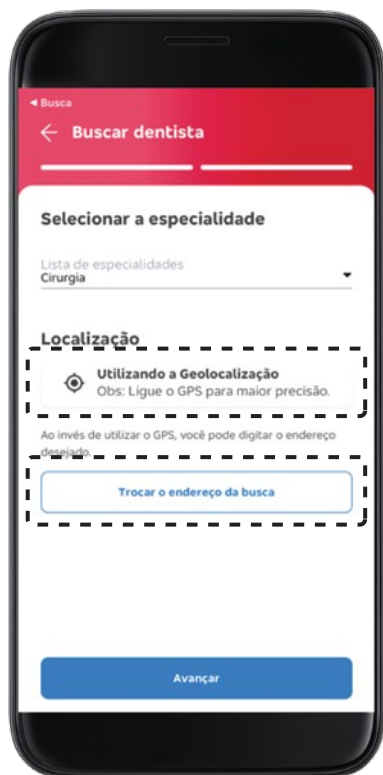 ◄ Busca
← Buscar dentista
Selecionar a especialidade
Lista de especialidades
Cirurgia
Localização
Utilizando a Geolocalização
Obs: Ligue o GPS para maior precisão.
Ao invés de utilizar o GPS, você pode digitar o endereço
desejado.
Trocar o endereço da busca
Avançar